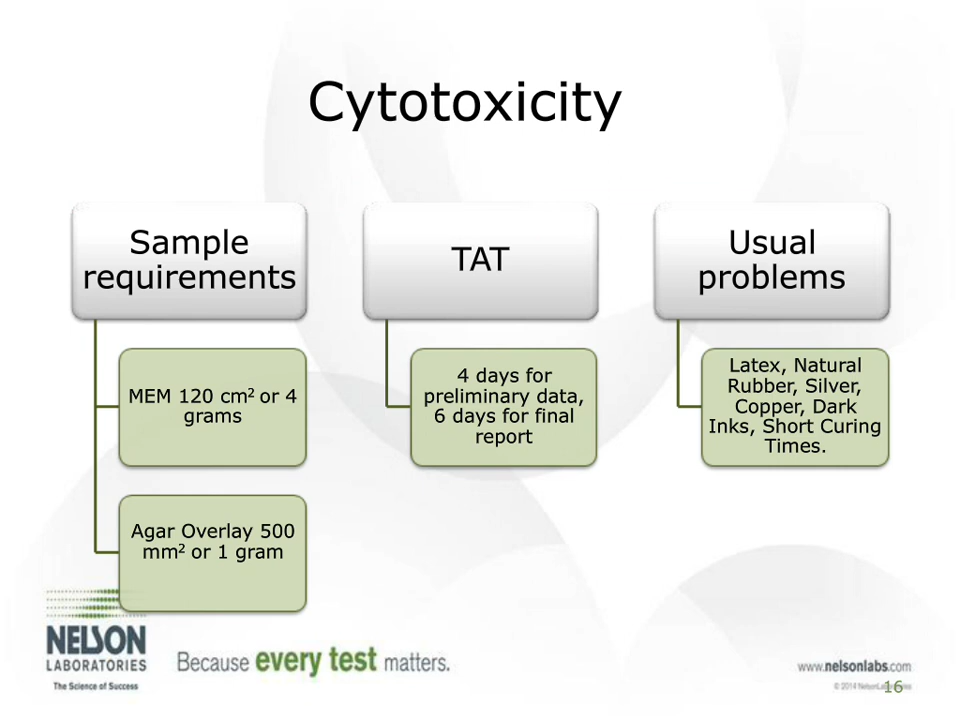 Cytotoxicity
Sample
requirements
MEM 120 cm² or 4
grams
Agar Overlay 500
mm² or 1 gram
TAT
4 days for
preliminary data,
6 days for final
report
Usual
problems
Latex, Natural
Rubber, Silver,
Copper, Dark
Inks, Short Curing
Times.
NELSON
LABORATORIES
The Science of Success
Because every test matters.
www.nelsonlabs.com
© 2014 NelsonLaboratories
16